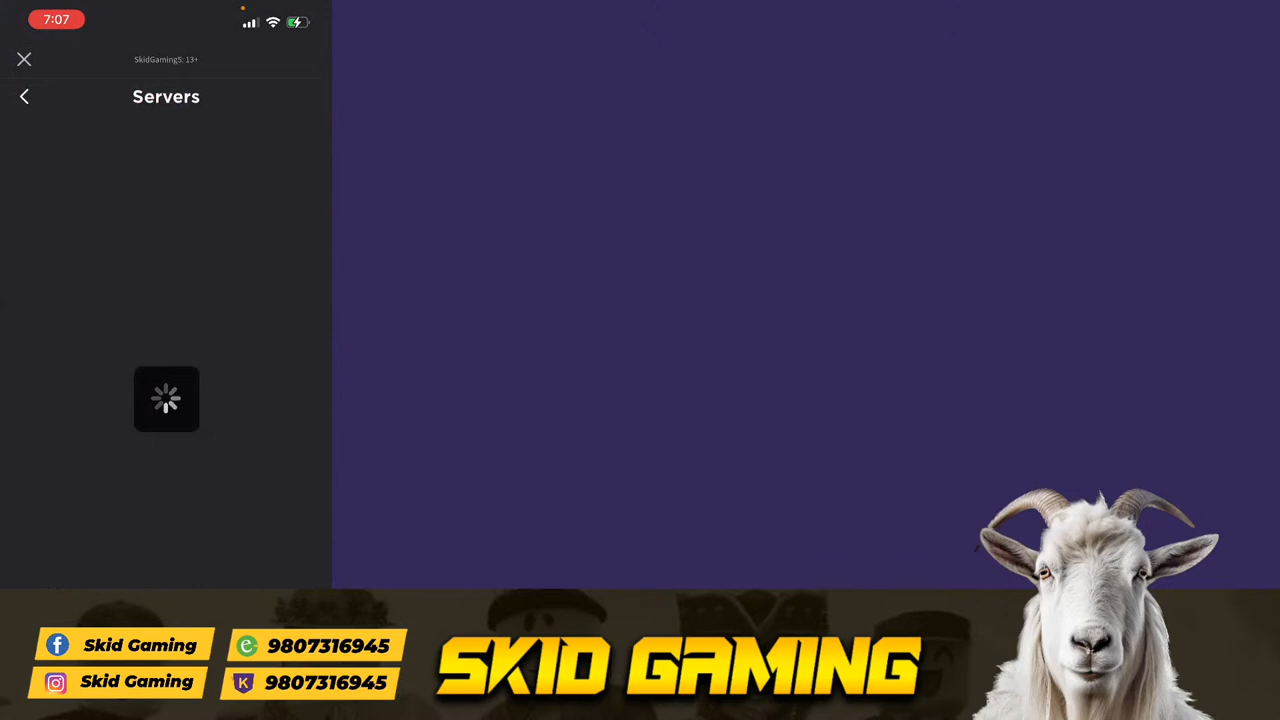 7:07
SkidGaming5: 13+
Servers
Skid Gaming
9807316945
Skid Gaming
9807316945
SKID GAMING